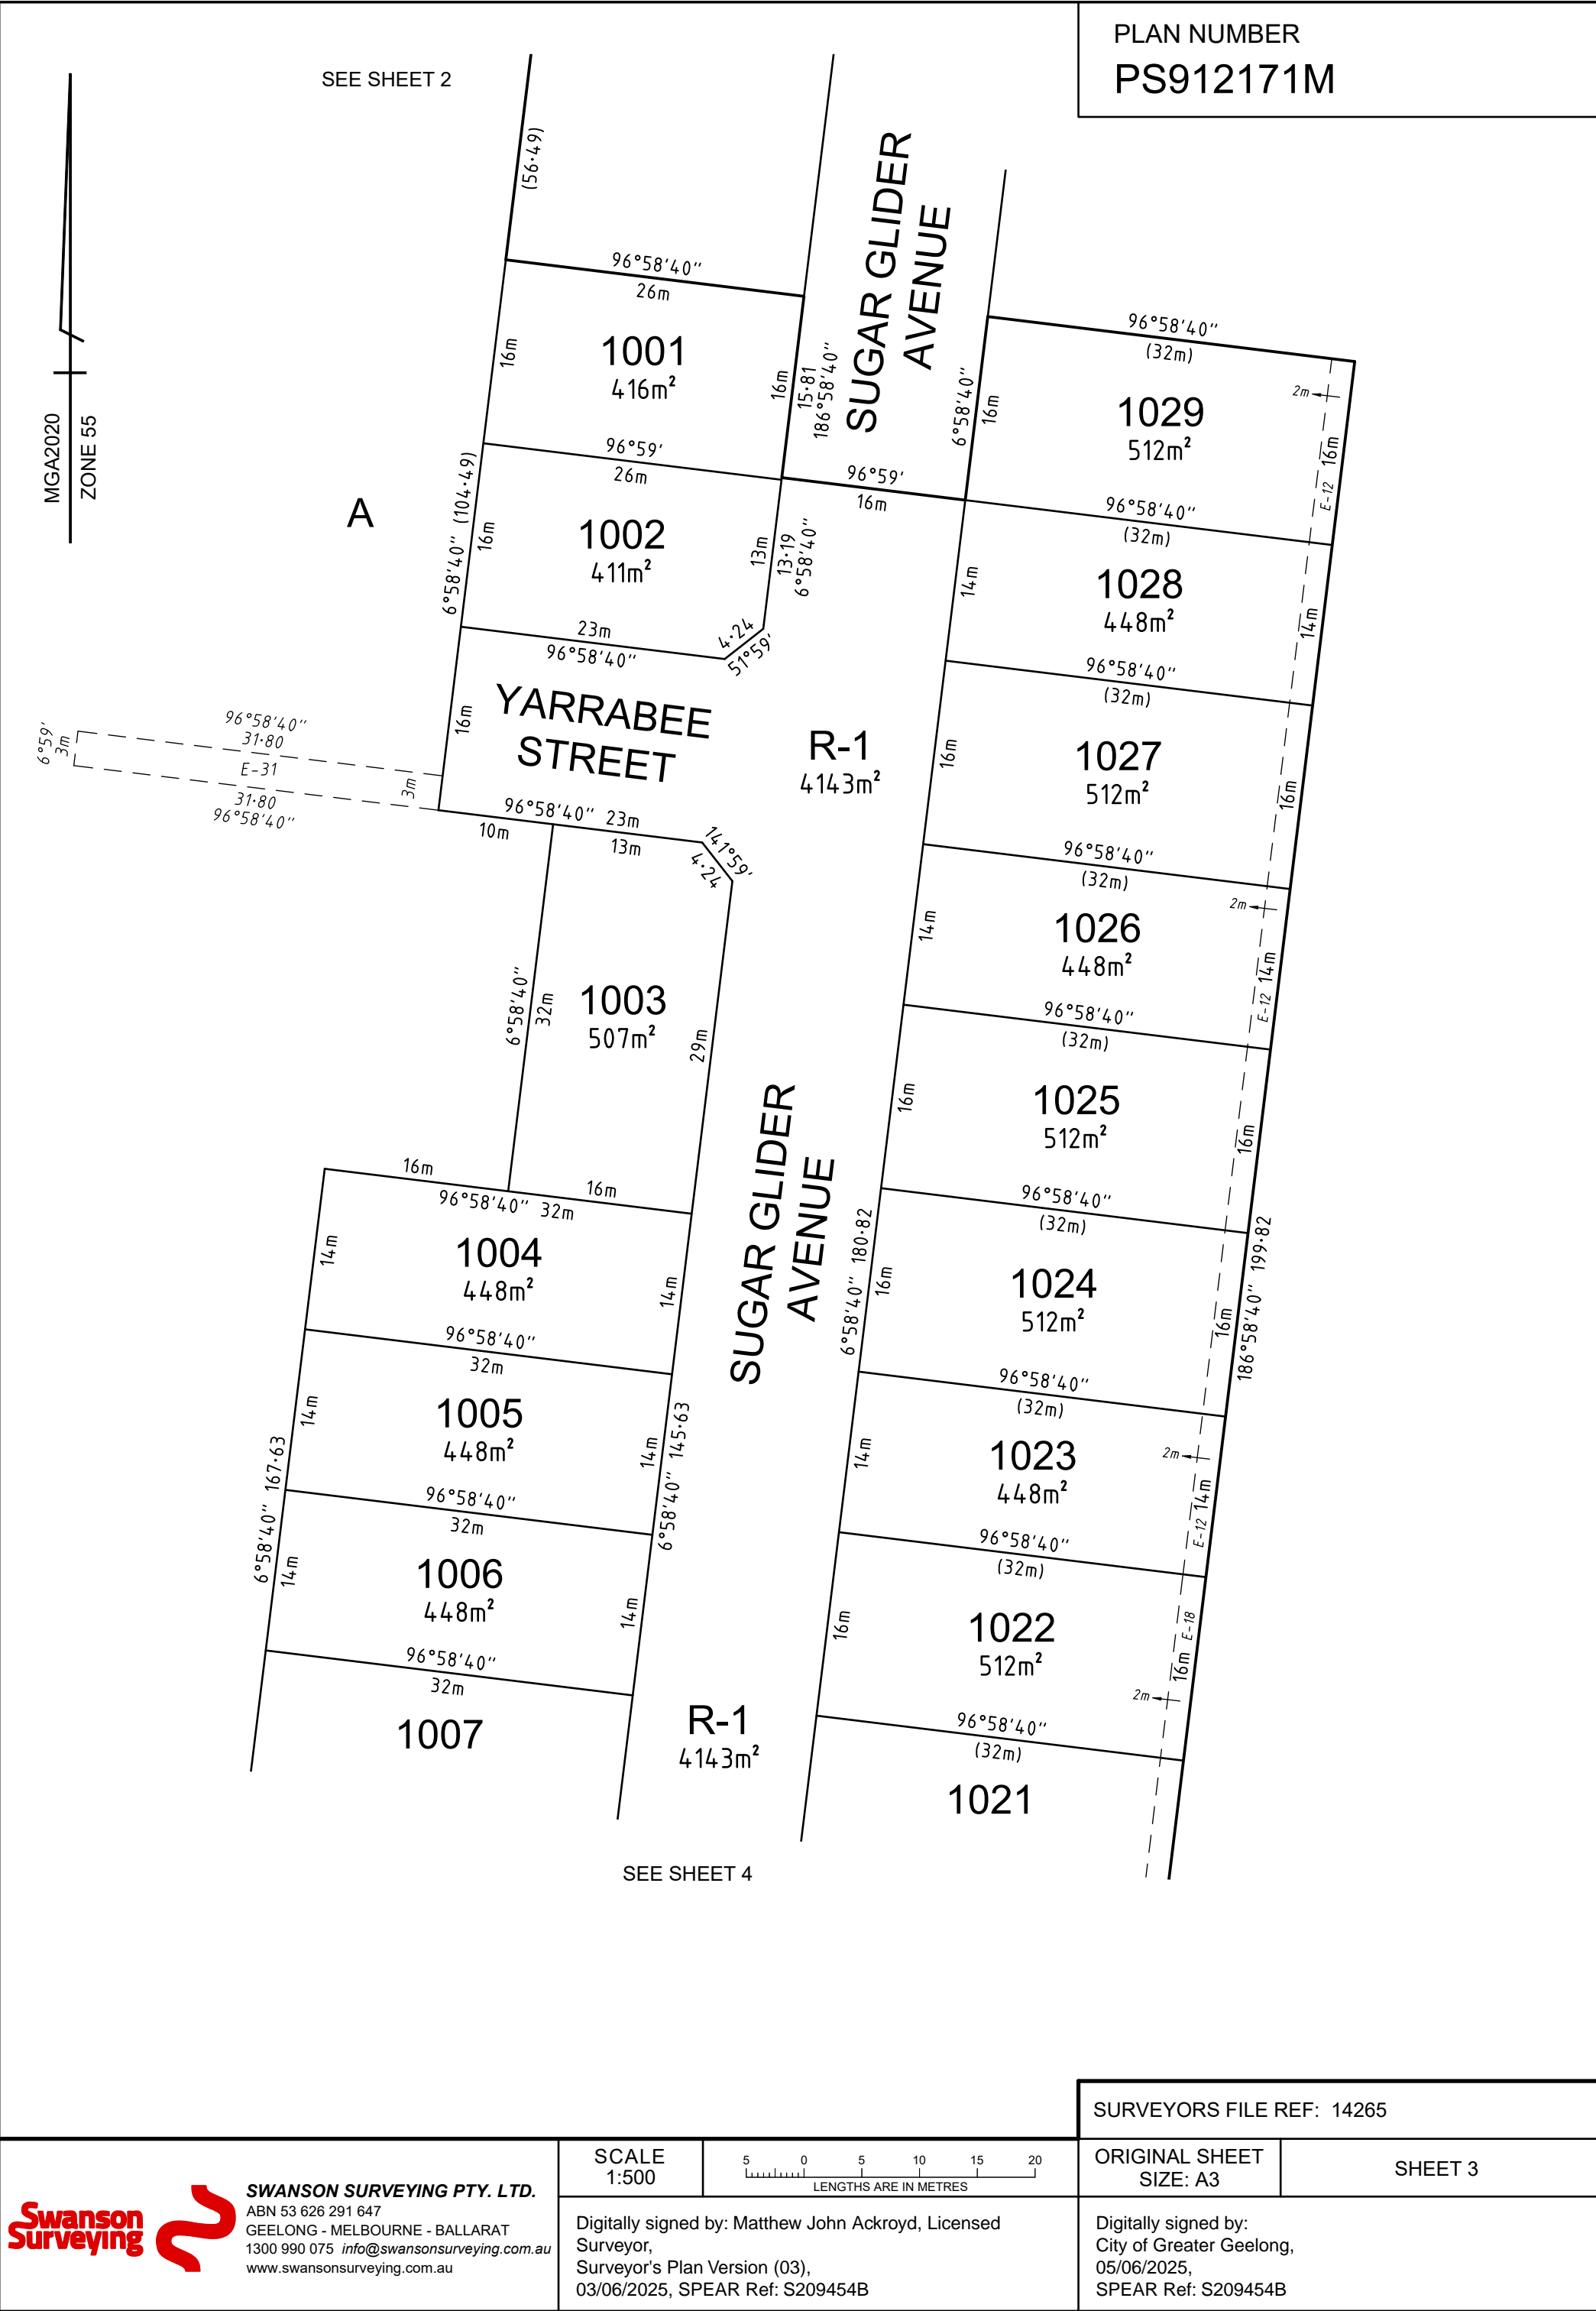 PLAN NUMBER
PS912171M
SEE SHEET 2
MGA2020
ZONE 55
(56·49)
SUGAR GLIDER
AVENUE
96°58'40"
26m
16m
1001
416m²
16m
15·81
186°58'40"
6°58'40"
16m
96°58'40"
(32m)
1029
512m²
2m
E-12
16m
96°59'
26m
96°59'
16m
A
6°58'40" (104·49)
16m
1002
411m²
13m
13·19
6°58'40"
96°58'40"
(32m)
14m
1028
448m²
14m
23m
96°58'40"
4·24
51°59'
96°58'40"
(32m)
YARRABEE
STREET
16m
R-1
4143m²
16m
1027
512m²
16m
6°59'
3m
96°58'40"
31·80
E-31
31·80
96°58'40"
3m
96°58'40" 23m
10m
13m
141°59'
4·24
96°58'40"
(32m)
14m
1026
448m²
2m
E-12
14m
6°58'40"
32m
1003
507m²
29m
96°58'40"
(32m)
16m
1025
512m²
16m
SUGAR GLIDER
AVENUE
16m
16m
96°58'40" 32m
96°58'40"
(32m)
14m
1004
448m²
14m
6°58'40" 180·82
16m
1024
512m²
16m
186°58'40" 199·82
96°58'40"
32m
96°58'40"
(32m)
14m
1005
448m²
14m
6°58'40" 145·63
14m
1023
448m²
2m
E-12
14m
6°58'40" 167·63
96°58'40"
32m
96°58'40"
(32m)
14m
1006
448m²
14m
16m
1022
512m²
E-18
16m
2m
96°58'40"
32m
96°58'40"
(32m)
1007
R-1
4143m²
1021
SEE SHEET 4
SURVEYORS FILE REF: 14265
Swanson
Surveying
SWANSON SURVEYING PTY. LTD.
ABN 53 626 291 647
GEELONG - MELBOURNE - BALLARAT
1300 990 075 info@swansonsurveying.com.au
www.swansonsurveying.com.au
SCALE
1:500
5 0 5 10 15 20
LENGTHS ARE IN METRES
ORIGINAL SHEET
SIZE: A3
SHEET 3
Digitally signed by: Matthew John Ackroyd, Licensed
Surveyor,
Surveyor's Plan Version (03),
03/06/2025, SPEAR Ref: S209454B
Digitally signed by:
City of Greater Geelong,
05/06/2025,
SPEAR Ref: S209454B